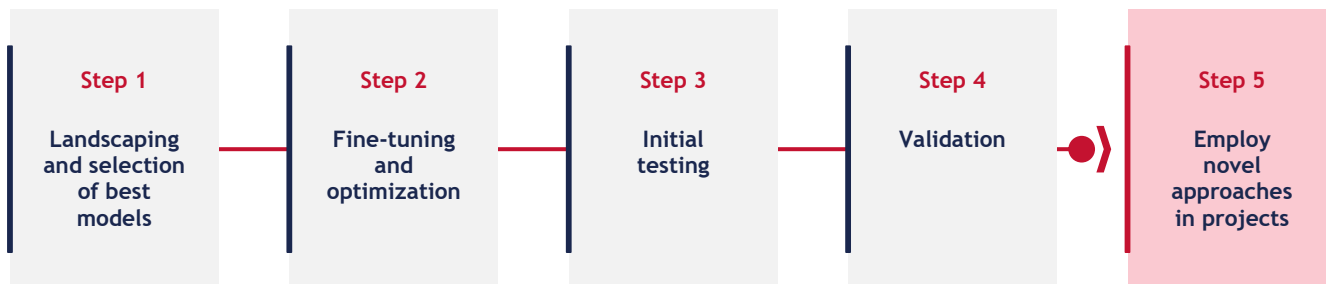 Step 1
Landscaping
and selection
of best
models
Step 2
Fine-tuning
and
optimization
Step 3
Initial
testing
Step 4
Validation
Step 5
Employ
novel
approaches
in projects